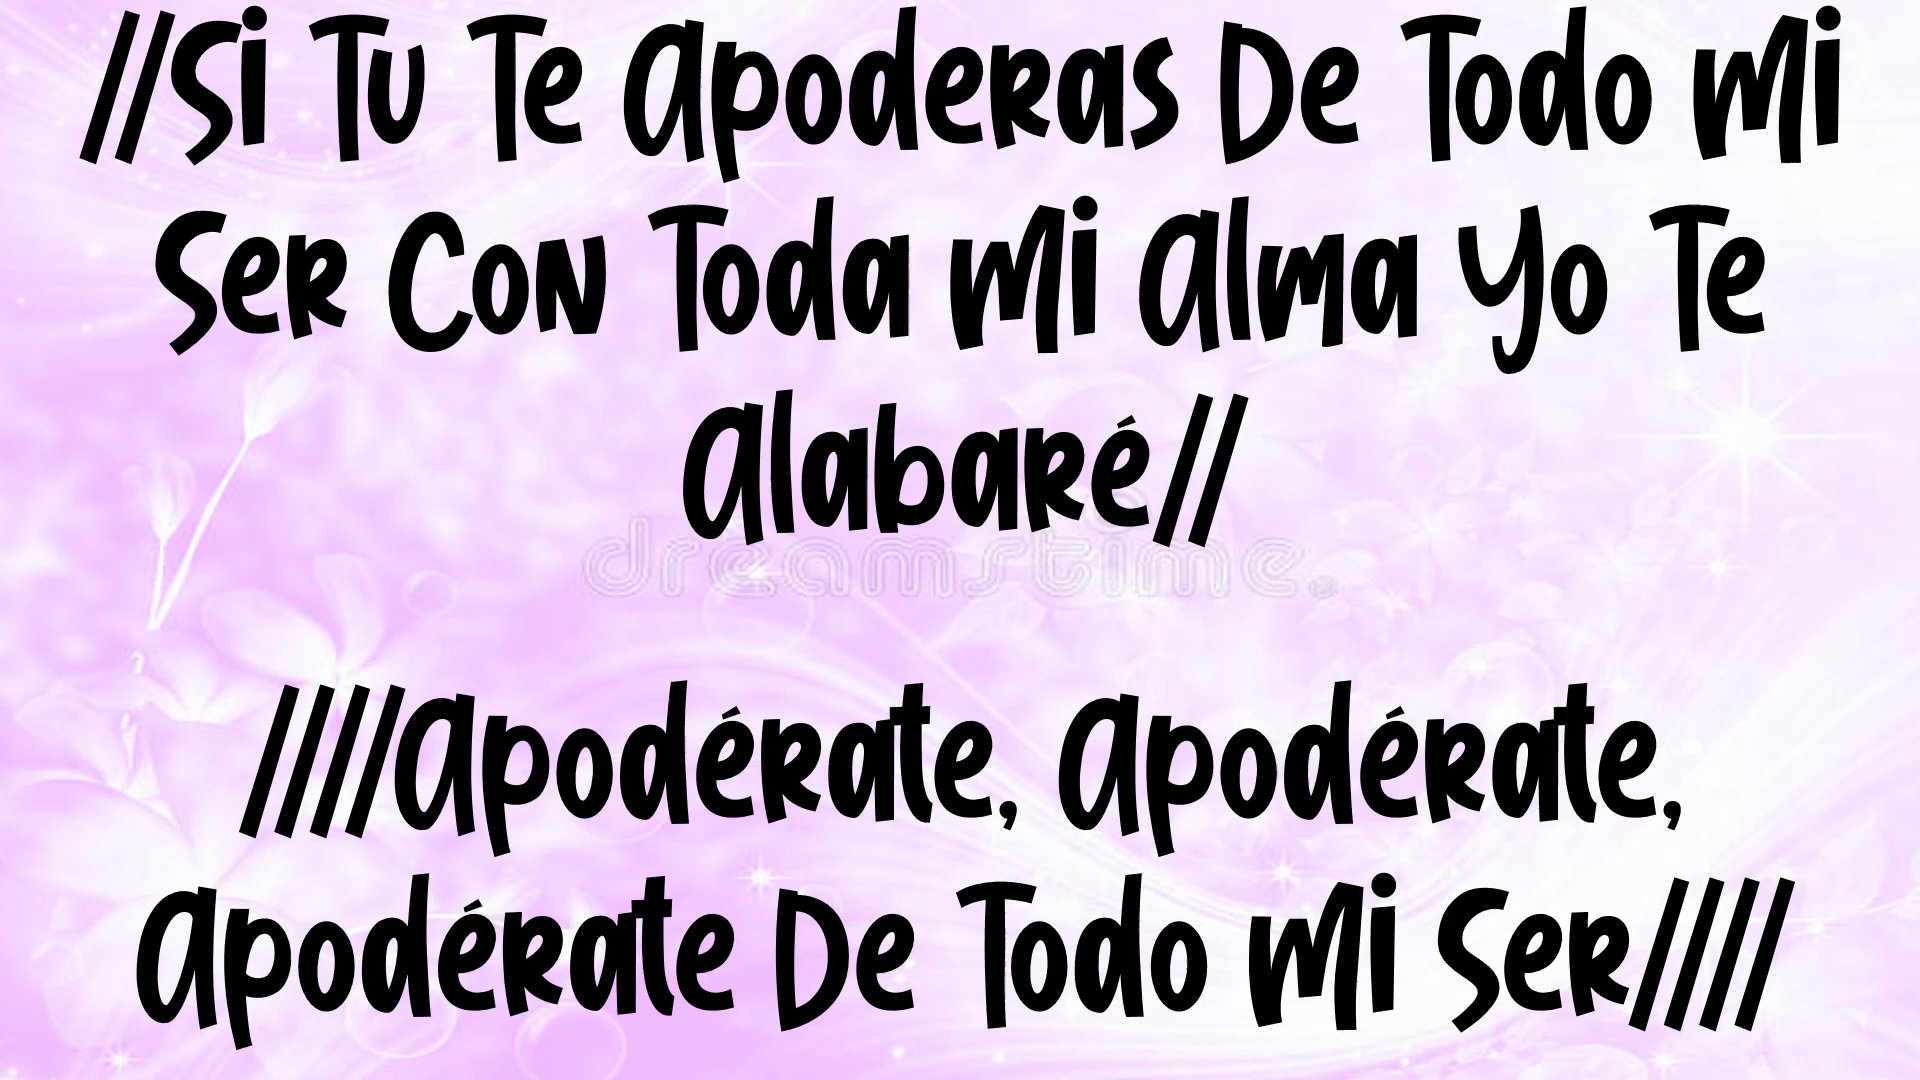 //Si Tu Te Apoderas De Todo Mi
Ser Con Toda Mi Alma Yo Te
Alabaré//
dreamstime.
////Apodérate, Apodérate,
Apodérate De Todo Mi Ser////